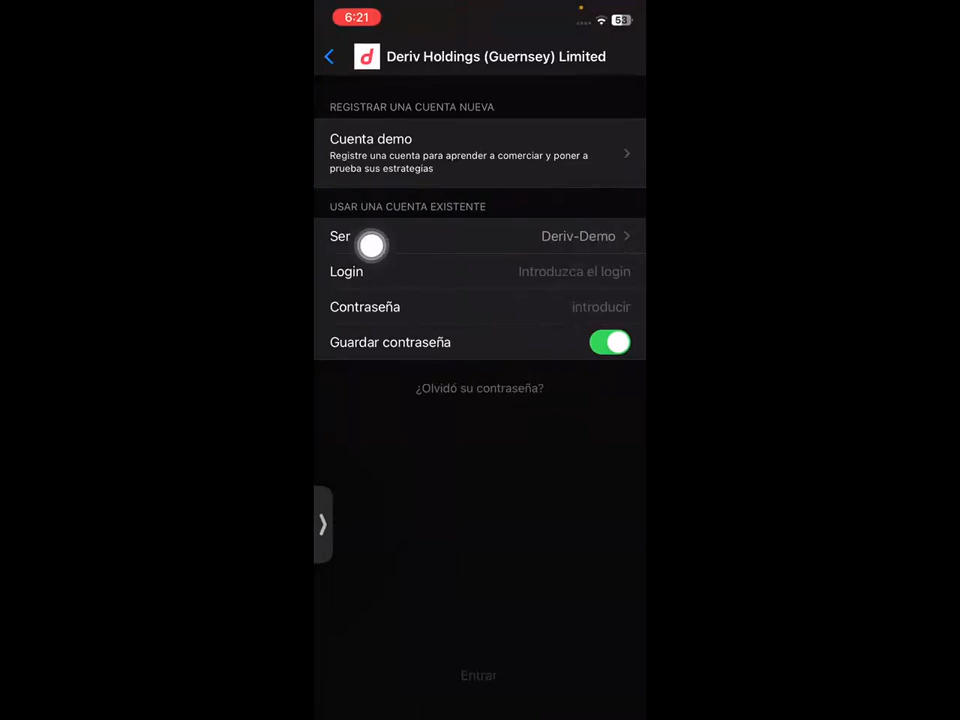 6:21
53
Deriv Holdings (Guernsey) Limited
REGISTRAR UNA CUENTA NUEVA
Cuenta demo
Registre una cuenta para aprender a comerciar y poner a
prueba sus estrategias
USAR UNA CUENTA EXISTENTE
Ser Deriv-Demo
Login Introduzca el login
Contraseña introducir
Guardar contraseña
¿Olvidó su contraseña?
Entrar